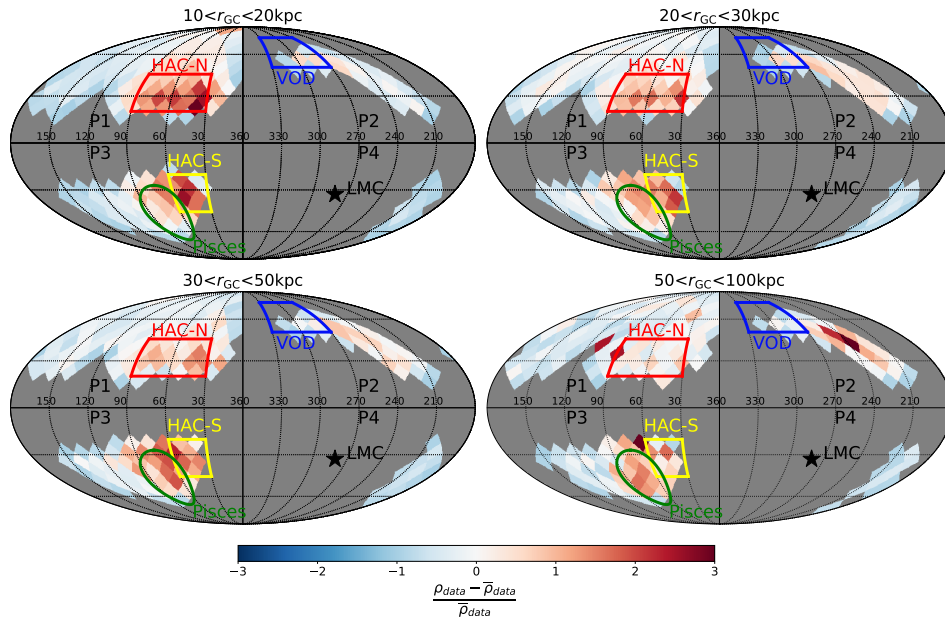 10<r_GC<20kpc
HAC-N
VOD
P1
P2
150 120 90 60 30 360 330 300 270 240 210
P3
P4
HAC-S
LMC
Pisces
20<r_GC<30kpc
HAC-N
VOD
P1
P2
150 120 90 60 30 360 330 300 270 240 210
P3
P4
HAC-S
LMC
Pisces
30<r_GC<50kpc
HAC-N
VOD
P1
P2
150 120 90 60 30 360 330 300 270 240 210
P3
P4
HAC-S
LMC
Pisces
50<r_GC<100kpc
HAC-N
VOD
P1
P2
150 120 90 60 30 360 330 300 270 240 210
P3
P4
HAC-S
LMC
Pisces
−3 −2 −1 0 1 2 3
ρ_data − ρ̅_data
ρ̅_data